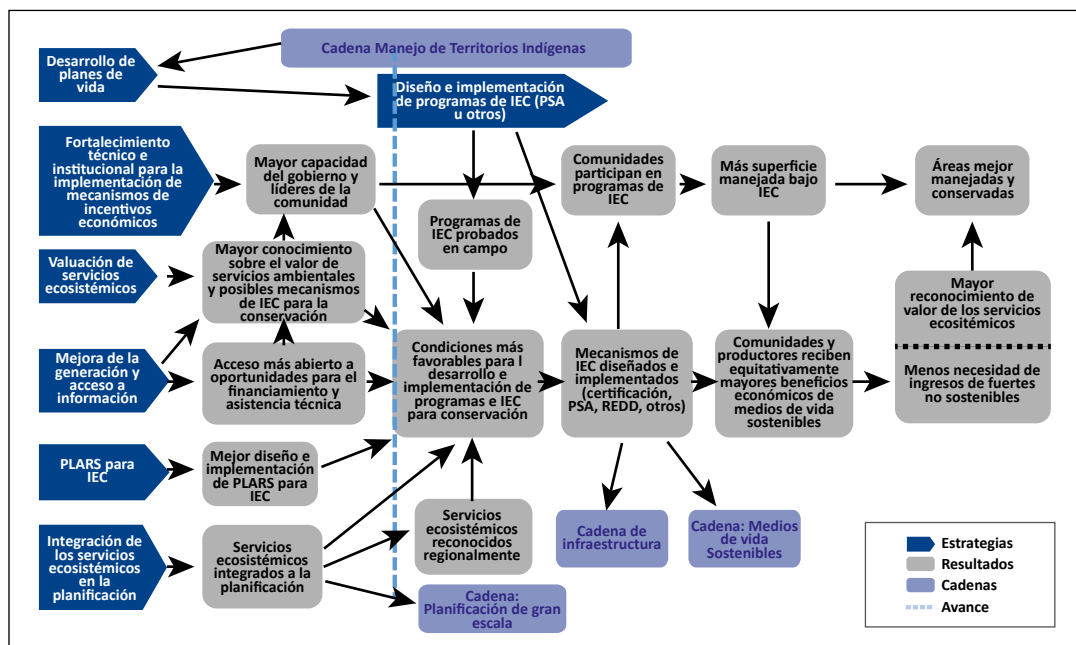 Cadena Manejo de Territorios Indígenas
Desarrollo de
planes de
vida
Diseño e implementación
de programas de IEC (PSA
u otros)
Fortalecimiento
técnico e
institucional para la
implementación de
mecanismos de
incentivos
económicos
Mayor capacidad
del gobierno y
líderes de la
comunidad
Comunidades
participan en
programas de
IEC
Más superficie
manejada bajo
IEC
Áreas mejor
manejadas y
conservadas
Programas de
IEC probados
en campo
Valuación de
servicios
ecosistémicos
Mayor conocimiento
sobre el valor de
servicios ambientales
y posibles mecanismos
de IEC para la
conservación
Mayor
reconocimiento de
valor de los servicios
ecositémicos
Menos necesidad de
ingresos de fuertes
no sostenibles
Mejora de la
generación y
acceso a
información
Acceso más abierto a
oportunidades para el
financiamiento
y asistencia técnica
Condiciones más
favorables para l
desarrollo e
implementación de
programas e IEC
para conservación
Mecanismos de
IEC diseñados e
implementados
(certificación,
PSA, REDD, otros)
Comunidades y
productores reciben
equitativamente
mayores beneficios
económicos de
medios de vida
sostenibles
PLARS para
IEC
Mejor diseño e
implementación
de PLARS para
IEC
Integración de
los servicios
ecosistémicos
en la
planificación
Servicios
ecosistémicos
integrados a la
planificación
Servicios
ecosistémicos
reconocidos
regionalmente
Cadena de
infraestructura
Cadena: Medios
de vida
Sostenibles
Cadena:
Planificación de gran
escala
Estrategias
Resultados
Cadenas
Avance